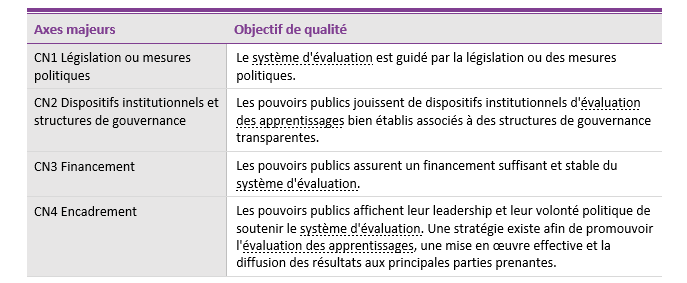 Axes majeurs
Objectif de qualité
CN1 Législation ou mesures
politiques
Le système d'évaluation est guidé par la législation ou des mesures
politiques.
CN2 Dispositifs institutionnels et
structures de gouvernance
Les pouvoirs publics jouissent de dispositifs institutionnels d'évaluation
des apprentissages bien établis associés à des structures de gouvernance
transparentes.
CN3 Financement
Les pouvoirs publics assurent un financement suffisant et stable du
système d'évaluation.
CN4 Encadrement
Les pouvoirs publics affichent leur leadership et leur volonté politique de
soutenir le système d'évaluation. Une stratégie existe afin de promouvoir
l'évaluation des apprentissages, une mise en œuvre effective et la
diffusion des résultats aux principales parties prenantes.